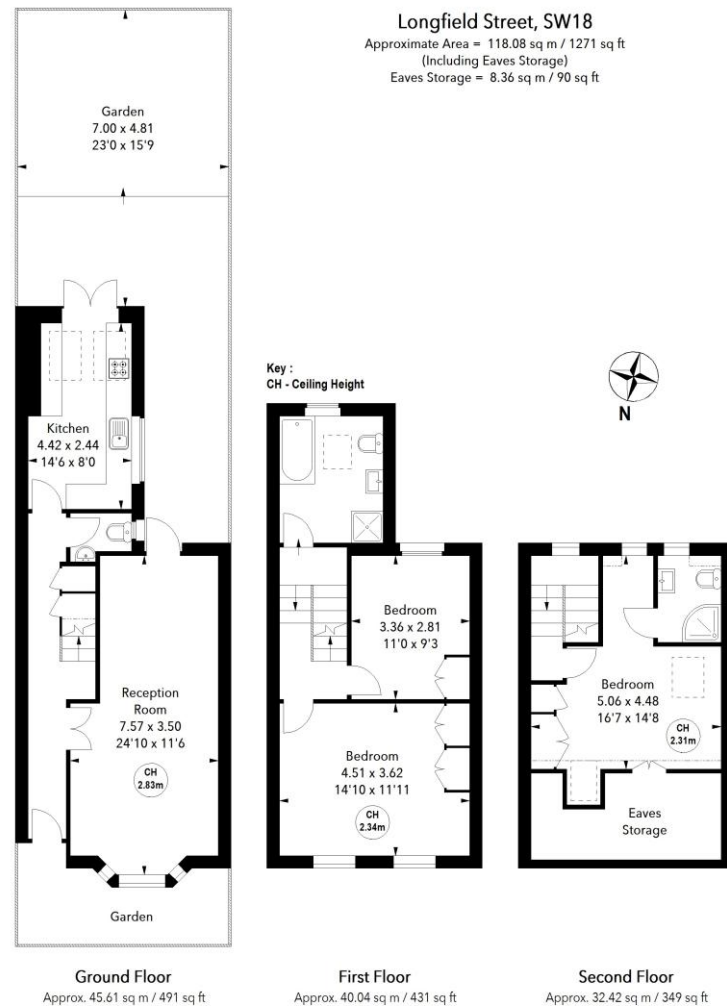 Longfield Street, SW18
Approximate Area = 118.08 sq m / 1271 sq ft
(Including Eaves Storage)
Eaves Storage = 8.36 sq m / 90 sq ft
Garden
7.00 x 4.81
23'0 x 15'9
Key :
CH - Ceiling Height
N
Kitchen
4.42 x 2.44
14'6 x 8'0
Reception
Room
7.57 x 3.50
24'10 x 11'6
CH
2.83m
Garden
Bedroom
3.36 x 2.81
11'0 x 9'3
Bedroom
4.51 x 3.62
14'10 x 11'11
CH
2.34m
Bedroom
5.06 x 4.48
16'7 x 14'8
CH
2.31m
Eaves
Storage
Ground Floor
Approx. 45.61 sq m / 491 sq ft
First Floor
Approx. 40.04 sq m / 431 sq ft
Second Floor
Approx. 32.42 sq m / 349 sq ft